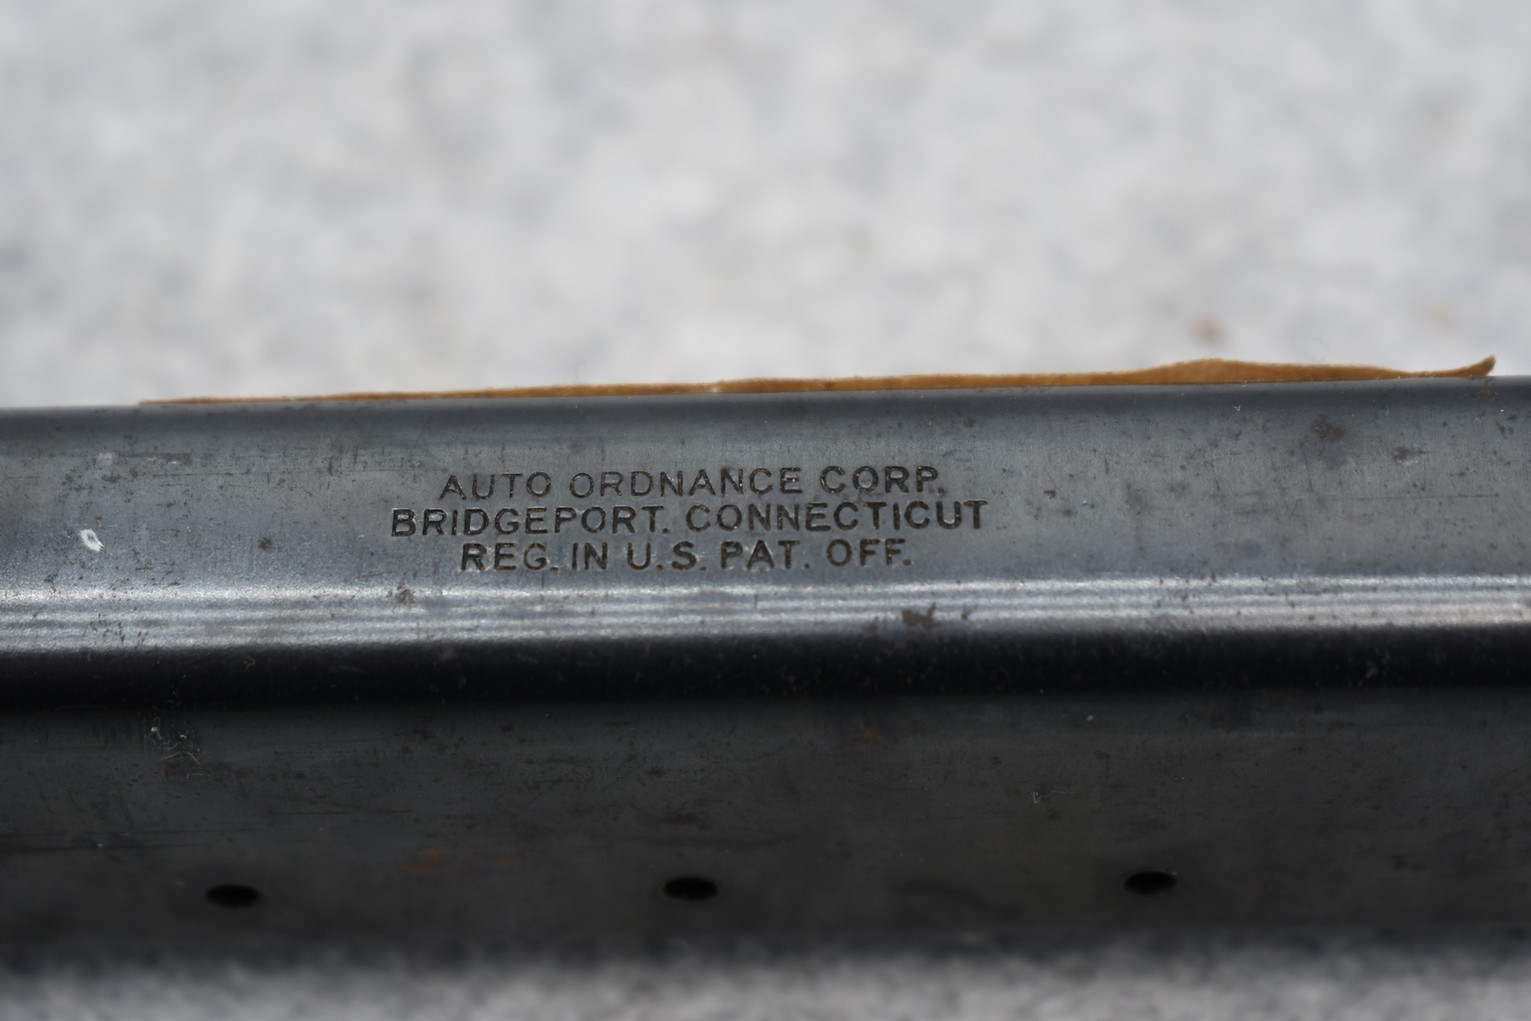 AUTO ORDNANCE CORP.
BRIDGEPORT. CONNECTICUT
REG. IN U.S. PAT. OFF.